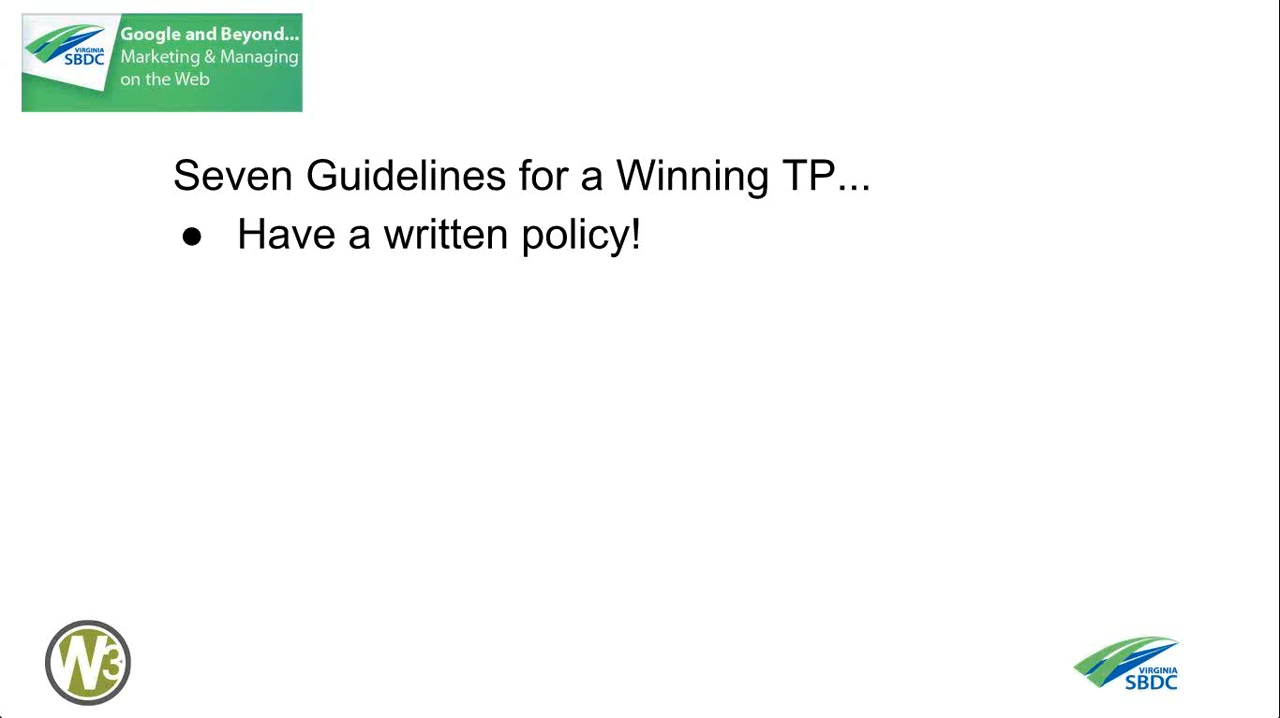 Google and Beyond...
Marketing & Managing
on the Web
VIRGINIA
SBDC
Seven Guidelines for a Winning TP...
● Have a written policy!
W3
VIRGINIA
SBDC